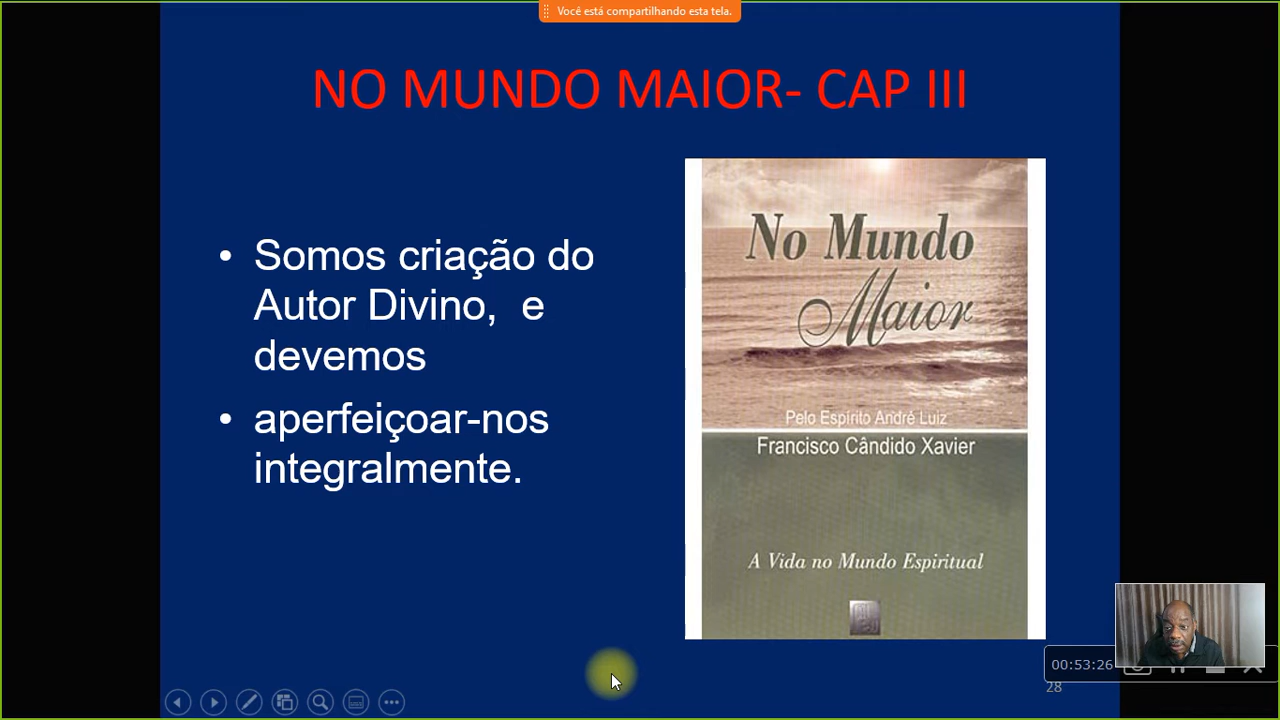 Você está compartilhando esta tela.
NO MUNDO MAIOR- CAP III
• Somos criação do
Autor Divino, e
devemos
• aperfeiçoar-nos
integralmente.
No Mundo
Maior
Pelo Espírito André Luiz
Francisco Cândido Xavier
A Vida no Mundo Espiritual
00:53:26
28